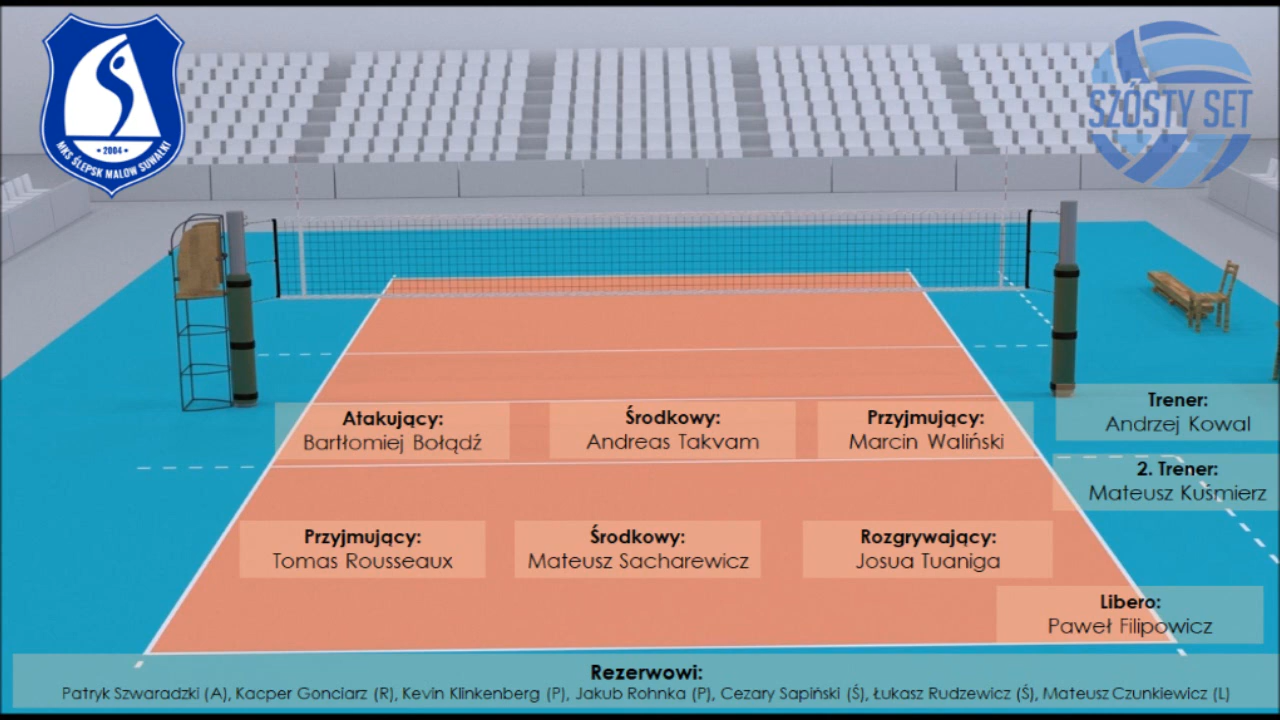 • 2004 •
MKS ŚLEPSK MALOW SUWAŁKI
SZÓSTY SET
Atakujący:
Bartłomiej Bołądź
Środkowy:
Andreas Takvam
Przyjmujący:
Marcin Waliński
Trener:
Andrzej Kowal
2. Trener:
Mateusz Kuśmierz
Przyjmujący:
Tomas Rousseaux
Środkowy:
Mateusz Sacharewicz
Rozgrywający:
Josua Tuaniga
Libero:
Paweł Filipowicz
Rezerwowi:
Patryk Szwaradzki (A), Kacper Gonciarz (R), Kevin Klinkenberg (P), Jakub Rohnka (P), Cezary Sapiński (Ś), Łukasz Rudzewicz (Ś), Mateusz Czunkiewicz (L)